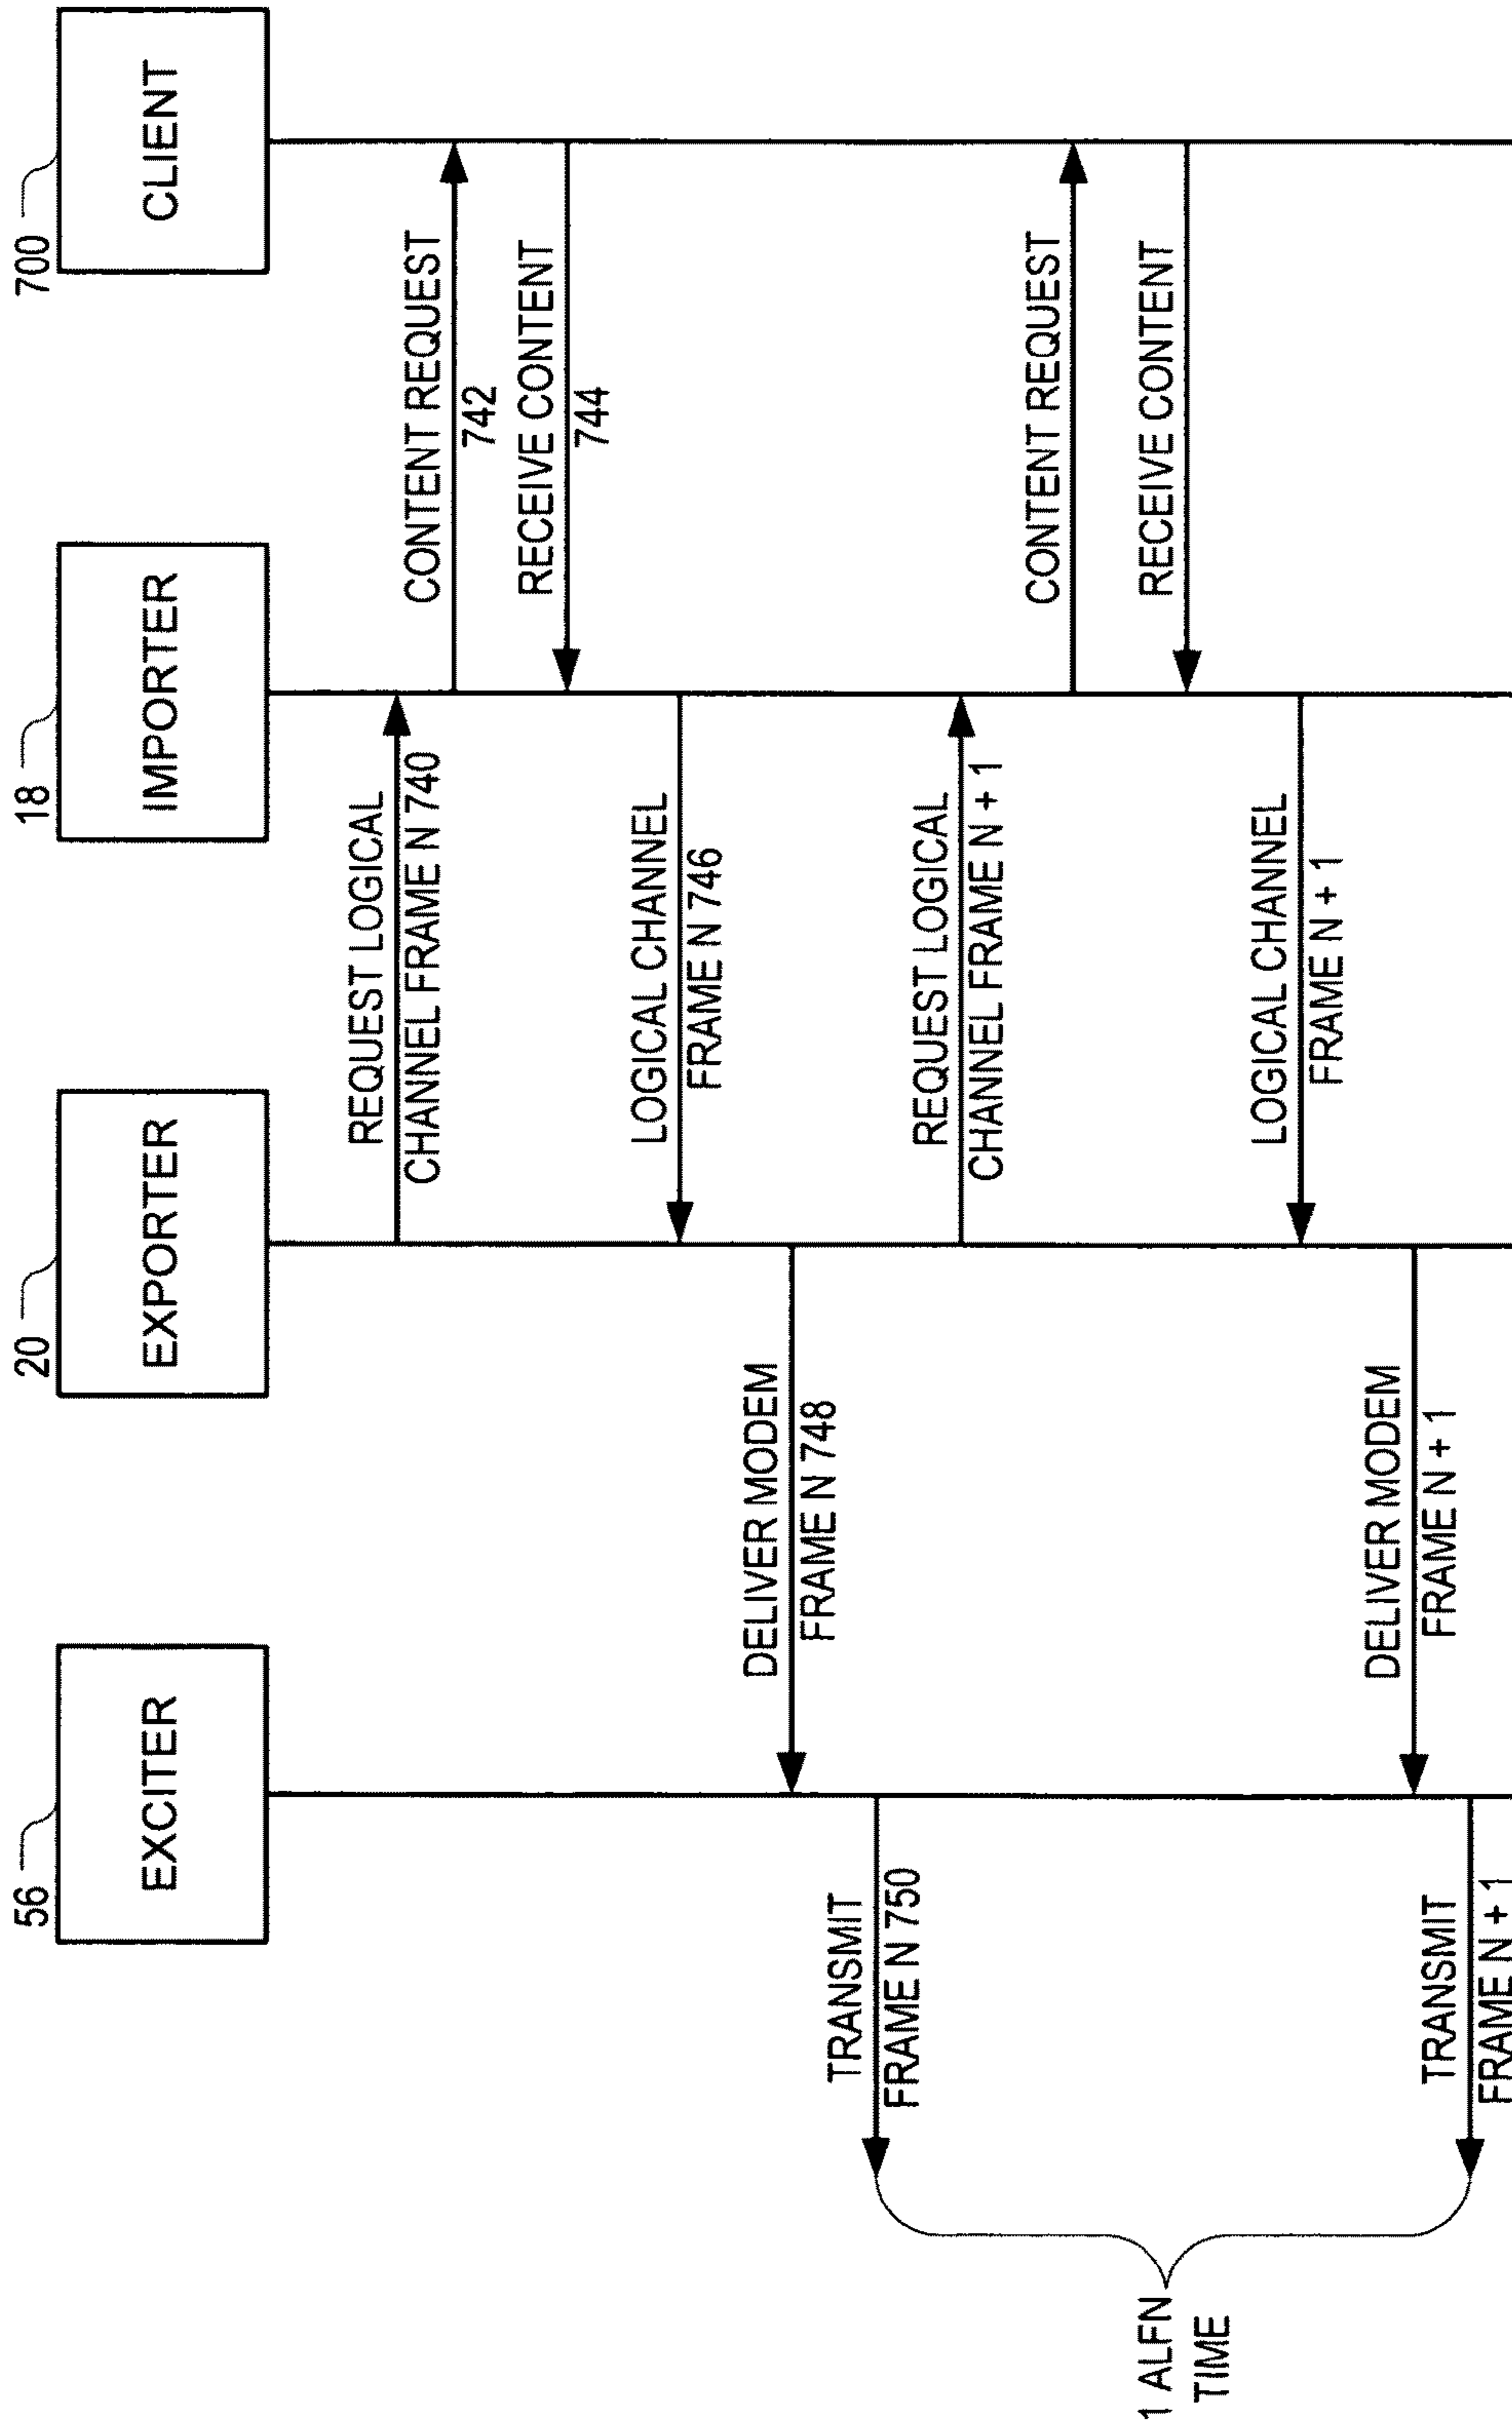 56
EXCITER
20
EXPORTER
18
IMPORTER
700
CLIENT
REQUEST LOGICAL
CHANNEL FRAME N 740
CONTENT REQUEST
742
RECEIVE CONTENT
744
LOGICAL CHANNEL
FRAME N 746
DELIVER MODEM
FRAME N 748
TRANSMIT
FRAME N 750
REQUEST LOGICAL
CHANNEL FRAME N + 1
CONTENT REQUEST
RECEIVE CONTENT
1 ALFN
TIME
LOGICAL CHANNEL
FRAME N + 1
DELIVER MODEM
FRAME N + 1
TRANSMIT
FRAME N + 1